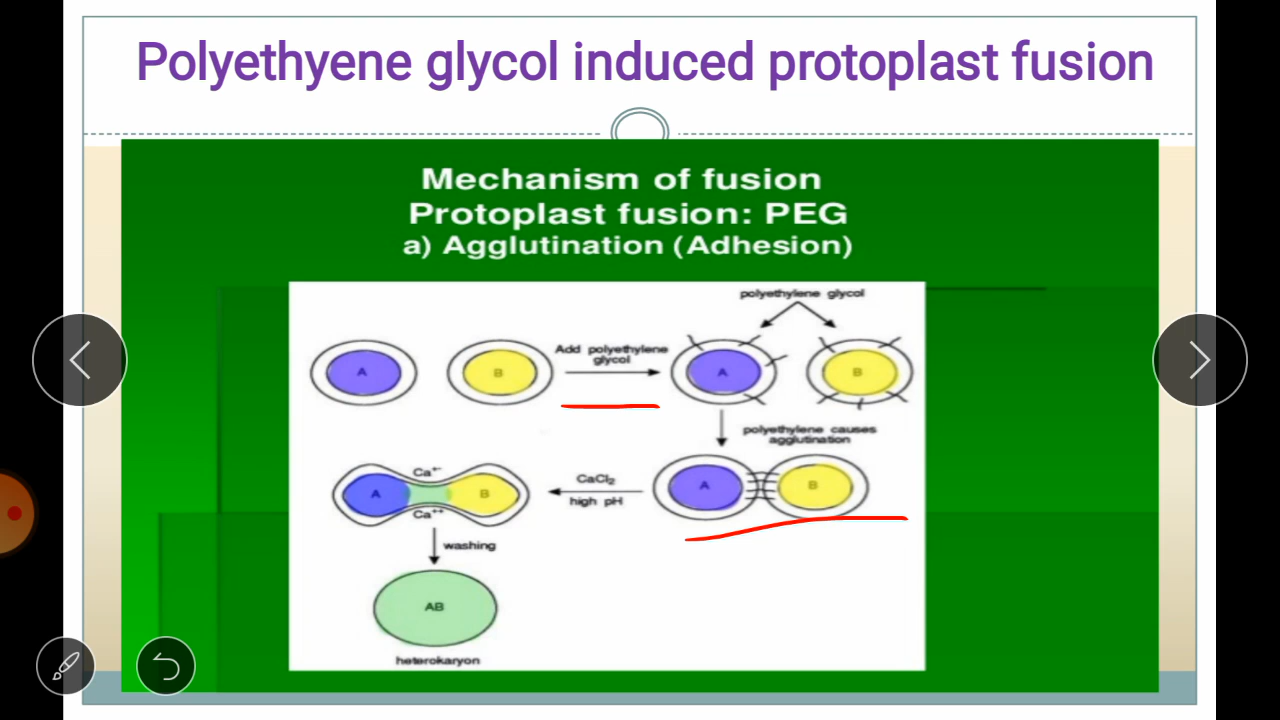 Polyethyene glycol induced protoplast fusion
Mechanism of fusion
Protoplast fusion: PEG
a) Agglutination (Adhesion)
polyethylene glycol
A
B
Add polyethylene
glycol
A
B
polyethylene causes
agglutination
A
B
CaCl₂
high pH
Ca⁺⁻
A
B
Ca⁺⁺
washing
AB
heterokaryon